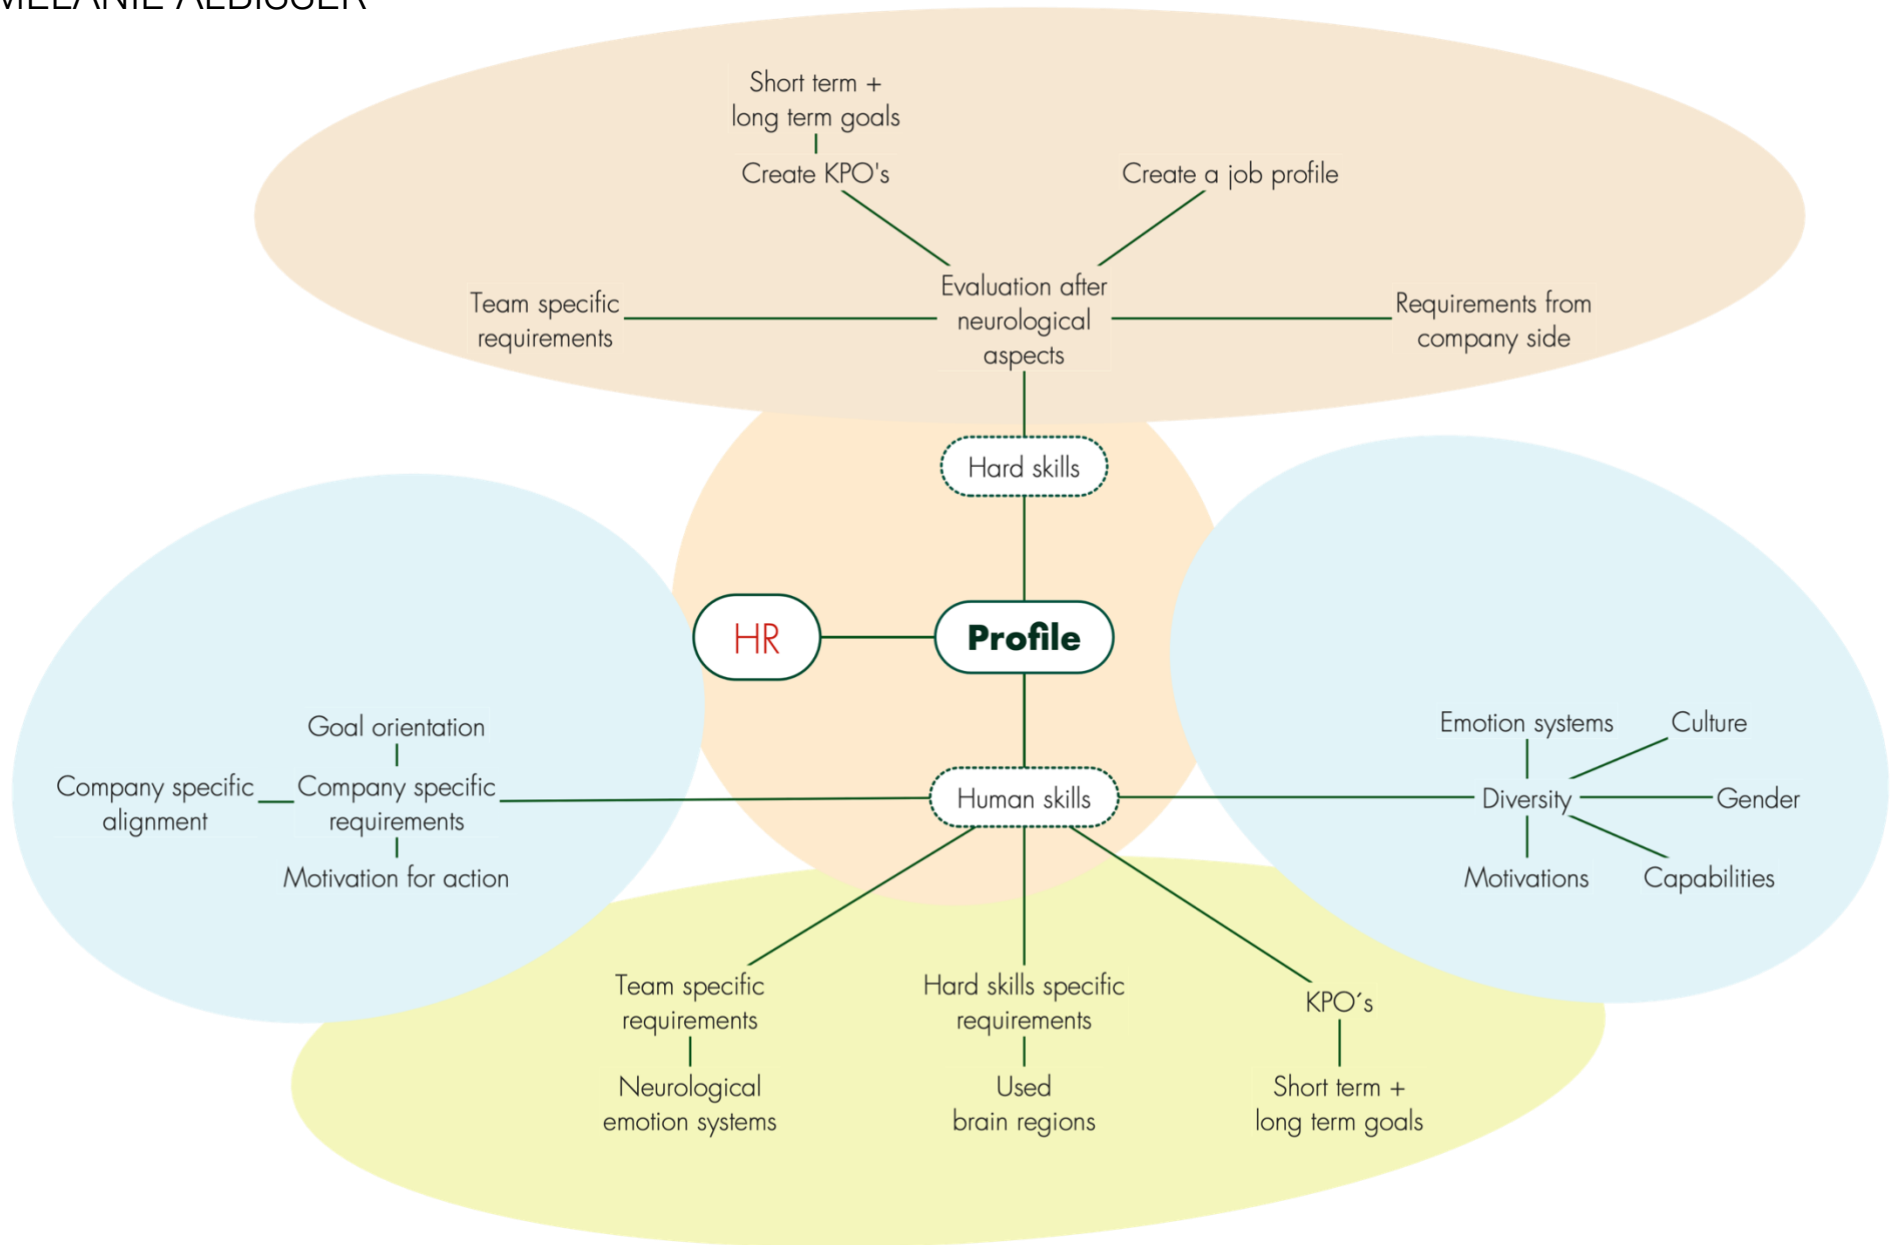 MELANIE ALBISSER
Short term +
long term goals
Create KPO's
Create a job profile
Team specific
requirements
Evaluation after
neurological
aspects
Requirements from
company side
Hard skills
HR
Profile
Goal orientation
Company specific
alignment
Company specific
requirements
Motivation for action
Human skills
Emotion systems
Culture
Diversity
Gender
Motivations
Capabilities
Team specific
requirements
Neurological
emotion systems
Hard skills specific
requirements
Used
brain regions
KPO´s
Short term +
long term goals